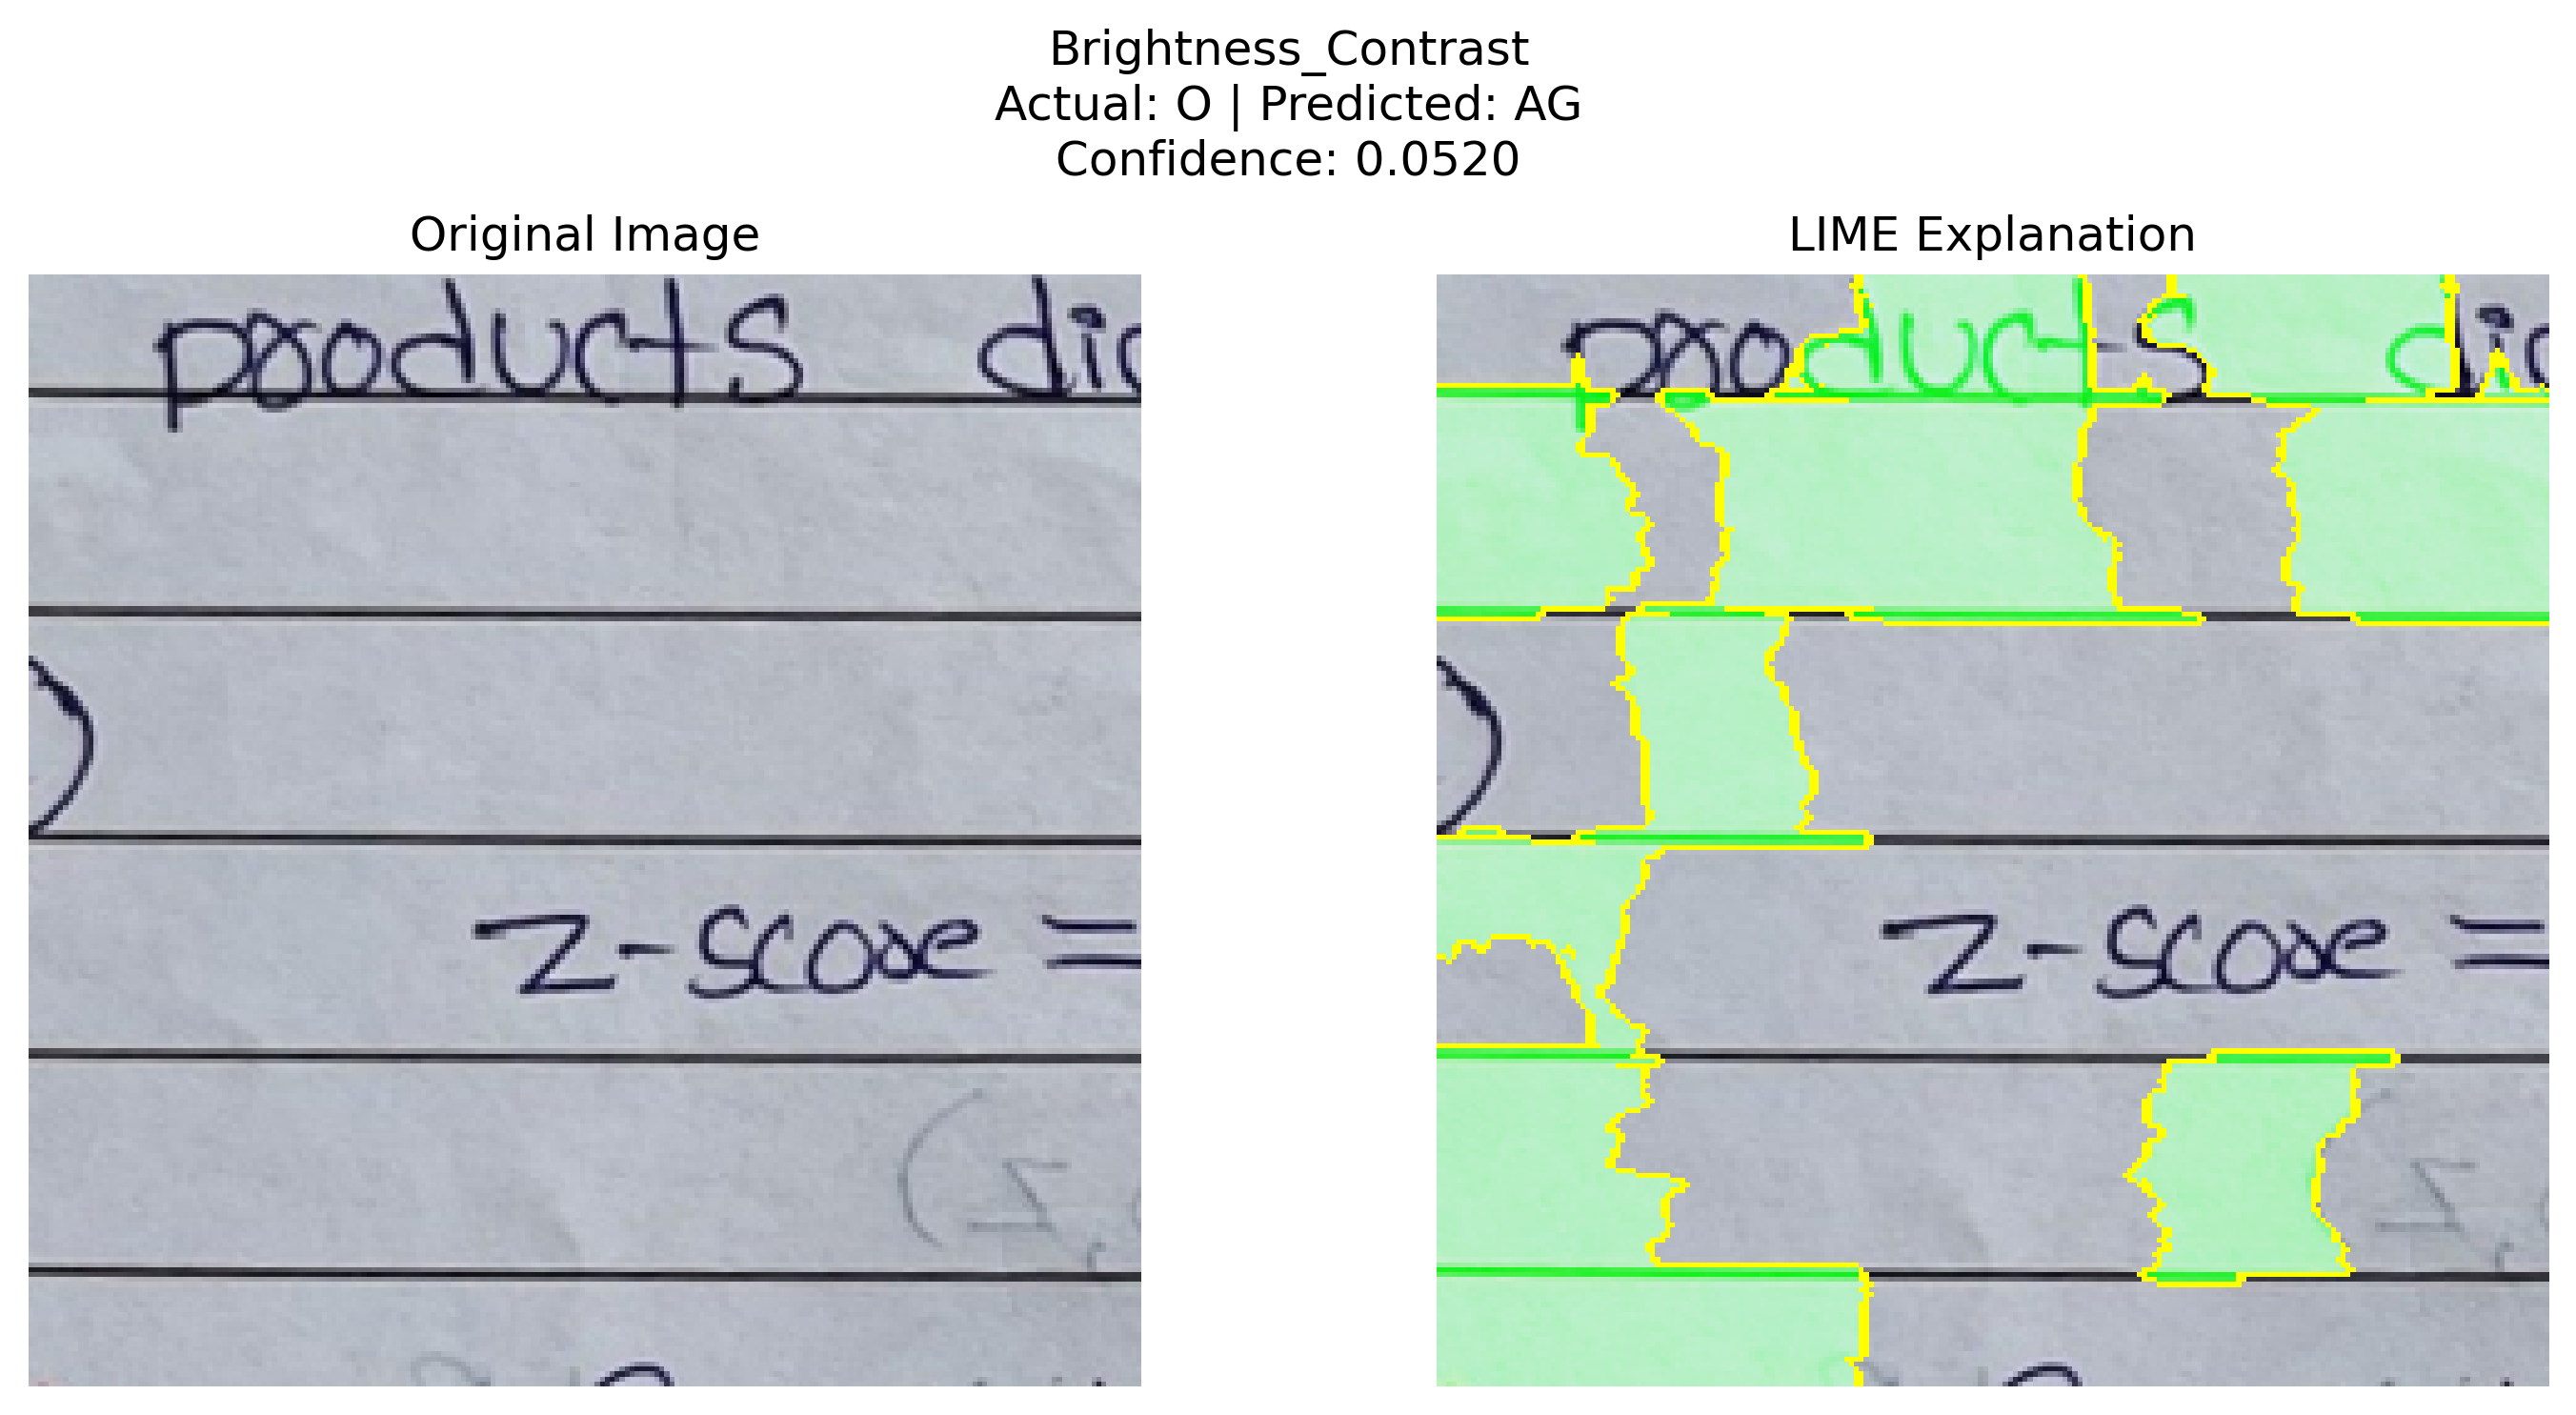 Brightness_Contrast
Actual: O | Predicted: AG
Confidence: 0.0520
Original Image
LIME Explanation
products
products
)
)
z-score =
z-score =